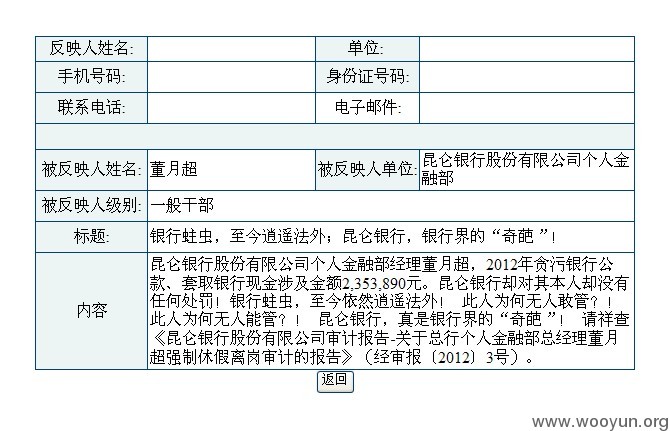 反映人姓名: 单位:
手机号码: 身份证号码:
联系电话: 电子邮件:
被反映人姓名: 董月超 被反映人单位: 昆仑银行股份有限公司个人金
融部
被反映人级别: 一般干部
标题: 银行蛀虫，至今逍遥法外；昆仑银行，银行界的“奇葩 ”！
内容
昆仑银行股份有限公司个人金融部经理董月超，2012年贪污银行公
款、套取银行现金涉及金额2,353,890元。昆仑银行却对其本人却没有
任何处罚！银行蛀虫，至今依然逍遥法外！ 此人为何无人敢管？！
此人为何无人能管？！ 昆仑银行，真是银行界的“奇葩 ”！ 请祥查
《昆仑银行股份有限公司审计报告-关于总行个人金融部总经理董月
超强制休假离岗审计的报告》（经审报〔2012〕3号）。
返回
www.wooyun.org